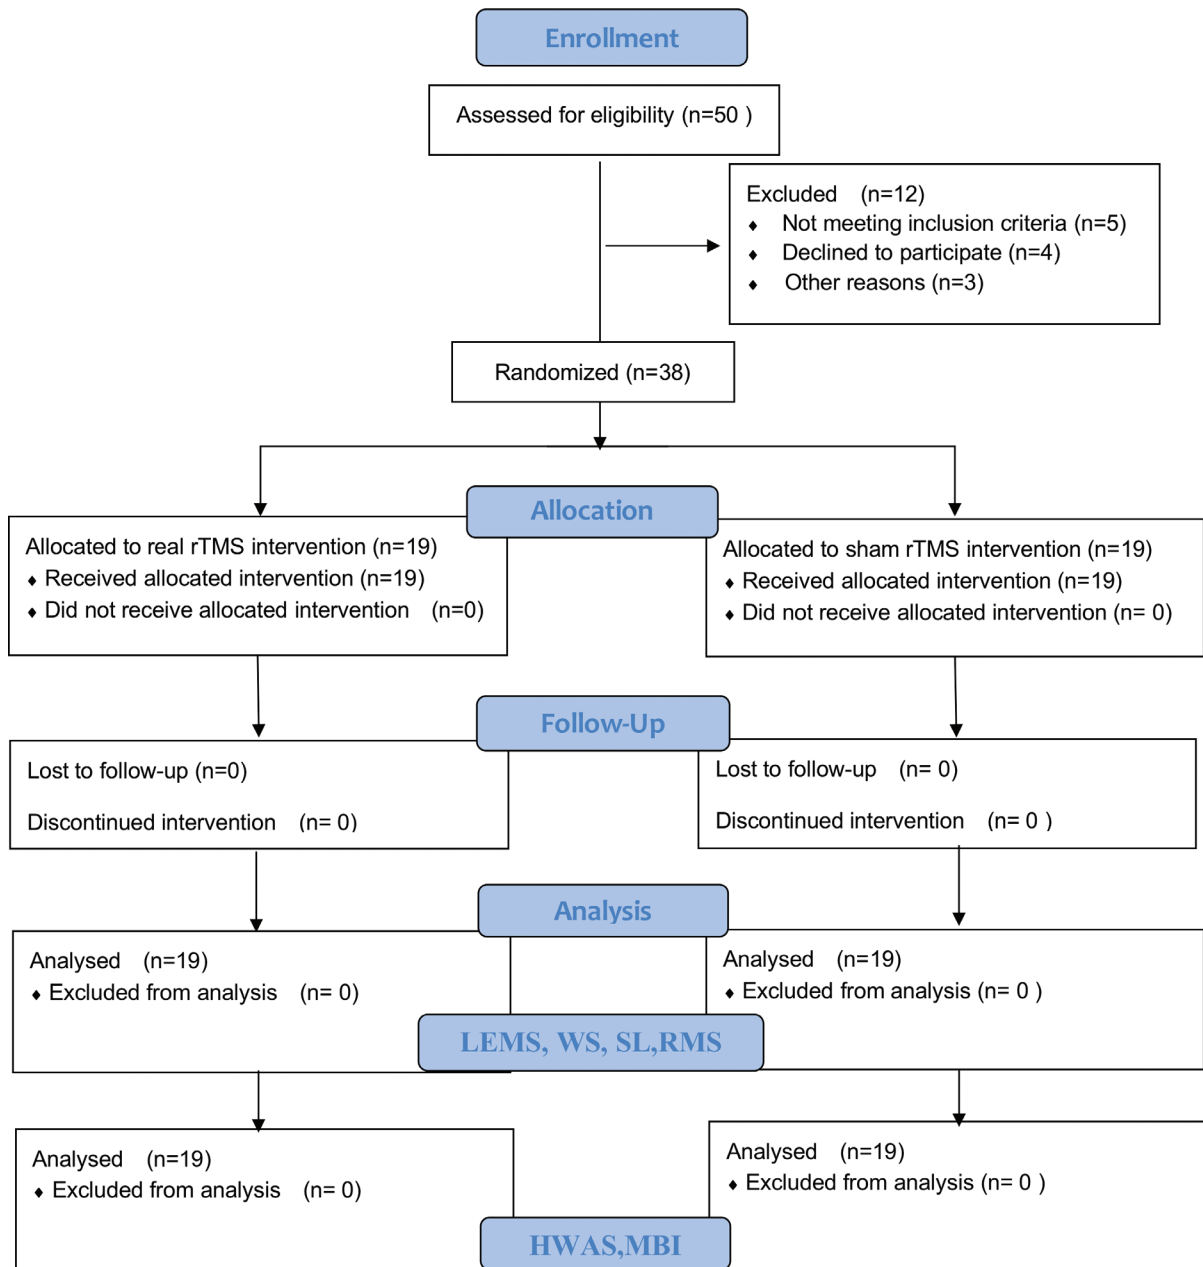 Enrollment
Assessed for eligibility (n=50 )
Excluded (n=12)
♦ Not meeting inclusion criteria (n=5)
♦ Declined to participate (n=4)
♦ Other reasons (n=3)
Randomized (n=38)
Allocation
Allocated to real rTMS intervention (n=19)
♦ Received allocated intervention (n=19)
♦ Did not receive allocated intervention (n=0)
Allocated to sham rTMS intervention (n=19)
♦ Received allocated intervention (n=19)
♦ Did not receive allocated intervention (n= 0)
Follow-Up
Lost to follow-up (n=0)
Discontinued intervention (n= 0)
Lost to follow-up (n= 0)
Discontinued intervention (n= 0 )
Analysis
Analysed (n=19)
♦ Excluded from analysis (n= 0)
Analysed (n=19)
♦ Excluded from analysis (n= 0 )
LEMS, WS, SL,RMS
Analysed (n=19)
♦ Excluded from analysis (n= 0)
Analysed (n=19)
♦ Excluded from analysis (n= 0 )
HWAS,MBI